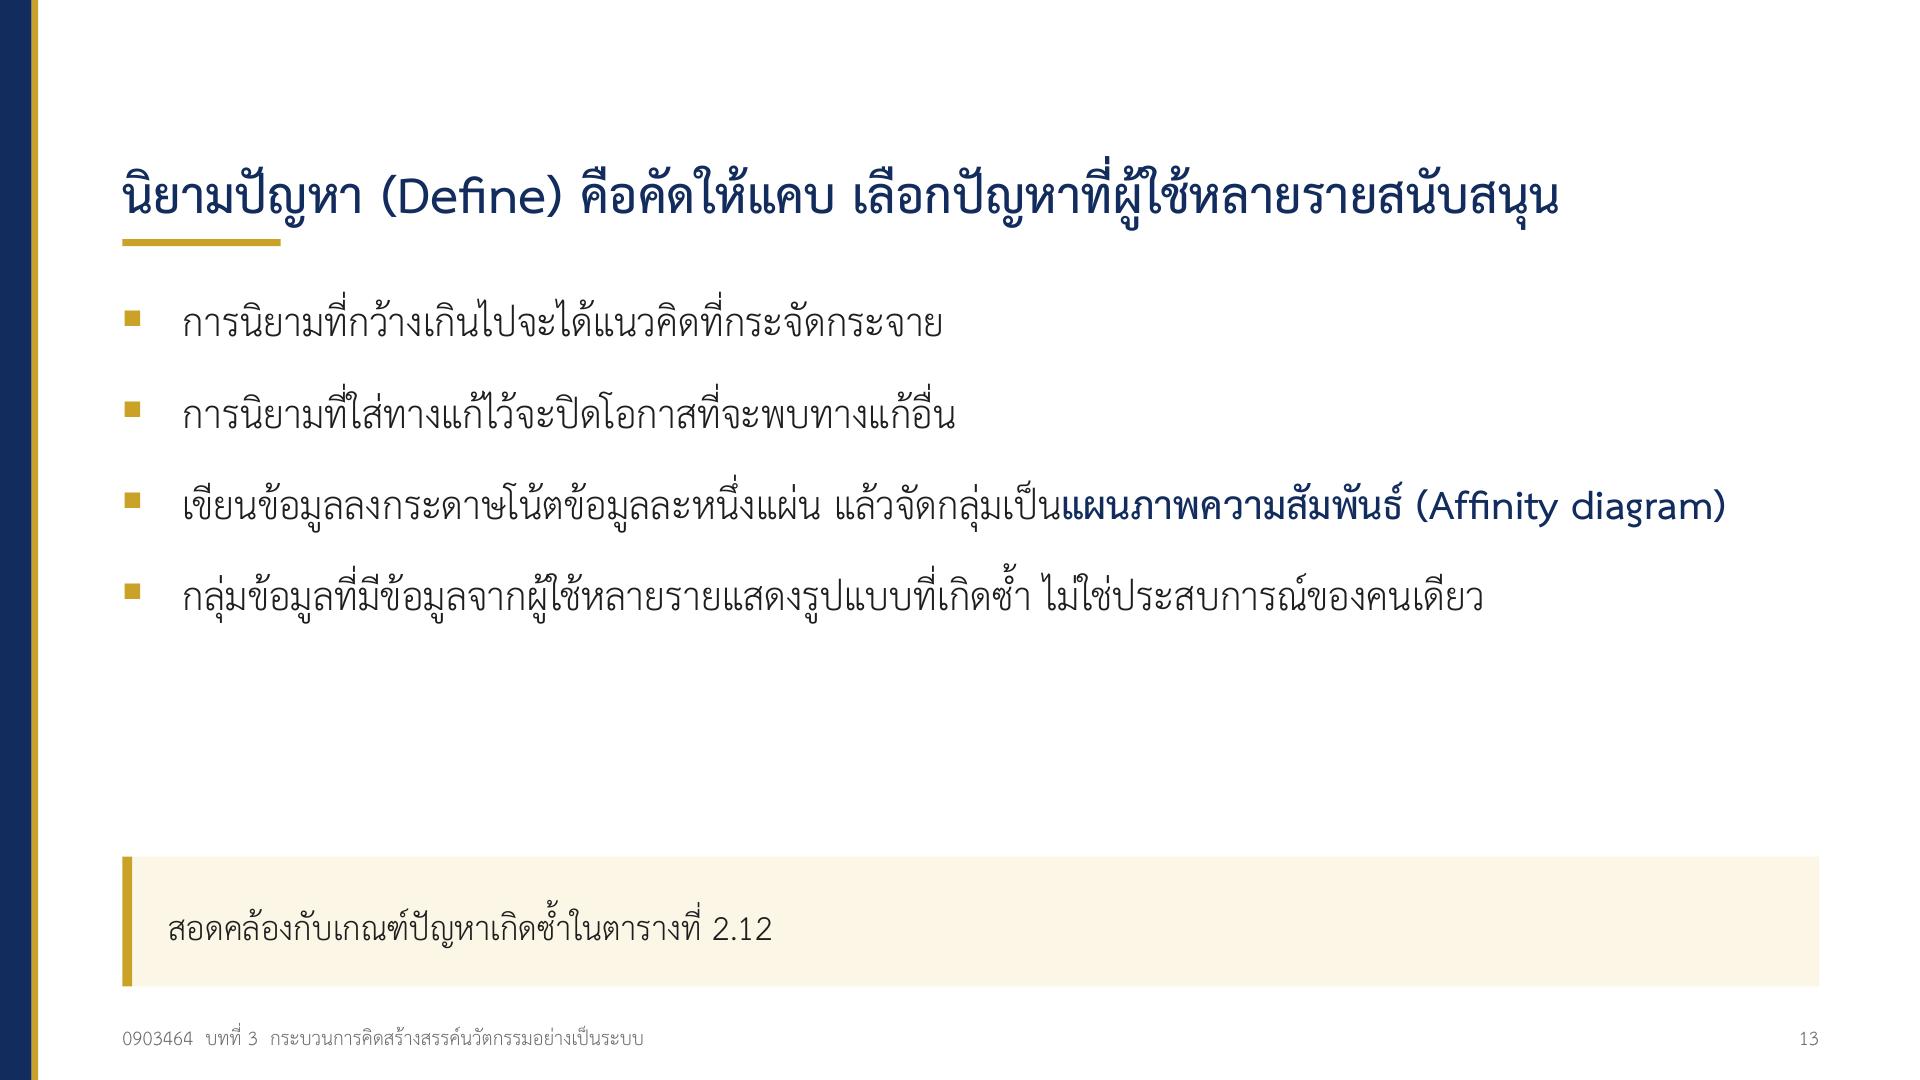 นิยามปัญหา (Define) คือคัดให้แคบ เลือกปัญหาที่ผู้ใช้หลายรายสนับสนุน
การนิยามที่กว้างเกินไปจะได้แนวคิดที่กระจัดกระจาย
การนิยามที่ใส่ทางแก้ไว้จะปิดโอกาสที่จะพบทางแก้อื่น
เขียนข้อมูลลงกระดาษโน้ตข้อมูลละหนึ่งแผ่น แล้วจัดกลุ่มเป็นแผนภาพความสัมพันธ์ (Affinity diagram)
กลุ่มข้อมูลที่มีข้อมูลจากผู้ใช้หลายรายแสดงรูปแบบที่เกิดซ้ำ ไม่ใช่ประสบการณ์ของคนเดียว
สอดคล้องกับเกณฑ์ปัญหาเกิดซ้ำในตารางที่ 2.12
0903464 บทที่ 3 กระบวนการคิดสร้างสรรค์นวัตกรรมอย่างเป็นระบบ
13